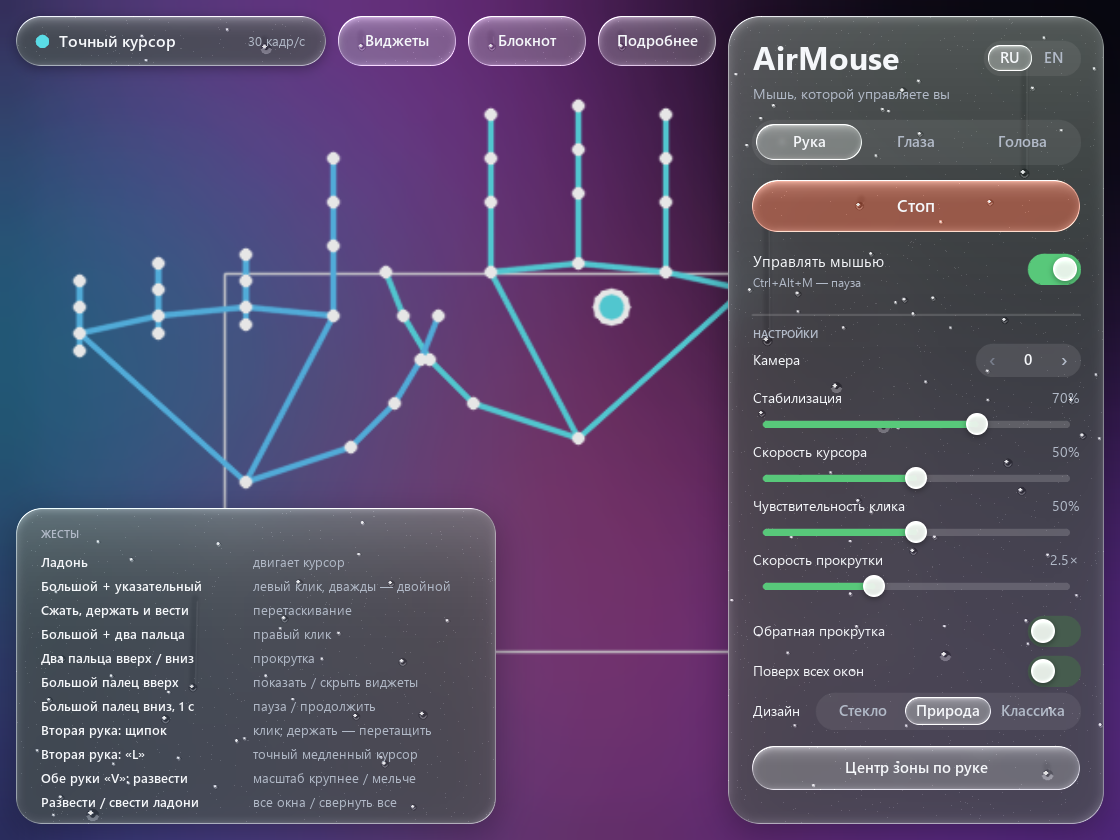 Точный курсор
30 кадр/с
Виджеты
Блокнот
Подробнее
AirMouse
RU
EN
Мышь, которой управляете вы
Рука
Глаза
Голова
Стоп
Управлять мышью
Ctrl+Alt+M — пауза
НАСТРОЙКИ
Камера
‹ 0 ›
Стабилизация 70%
Скорость курсора 50%
Чувствительность клика 50%
Скорость прокрутки 2.5×
Обратная прокрутка
Поверх всех окон
Дизайн Стекло Природа Классика
Центр зоны по руке
ЖЕСТЫ
Ладонь двигает курсор
Большой + указательный левый клик, дважды — двойной
Сжать, держать и вести перетаскивание
Большой + два пальца правый клик
Два пальца вверх / вниз прокрутка
Большой палец вверх показать / скрыть виджеты
Большой палец вниз, 1 с пауза / продолжить
Вторая рука: щипок клик; держать — перетащить
Вторая рука: «L» точный медленный курсор
Обе руки «V»: развести масштаб крупнее / мельче
Развести / свести ладони все окна / свернуть все